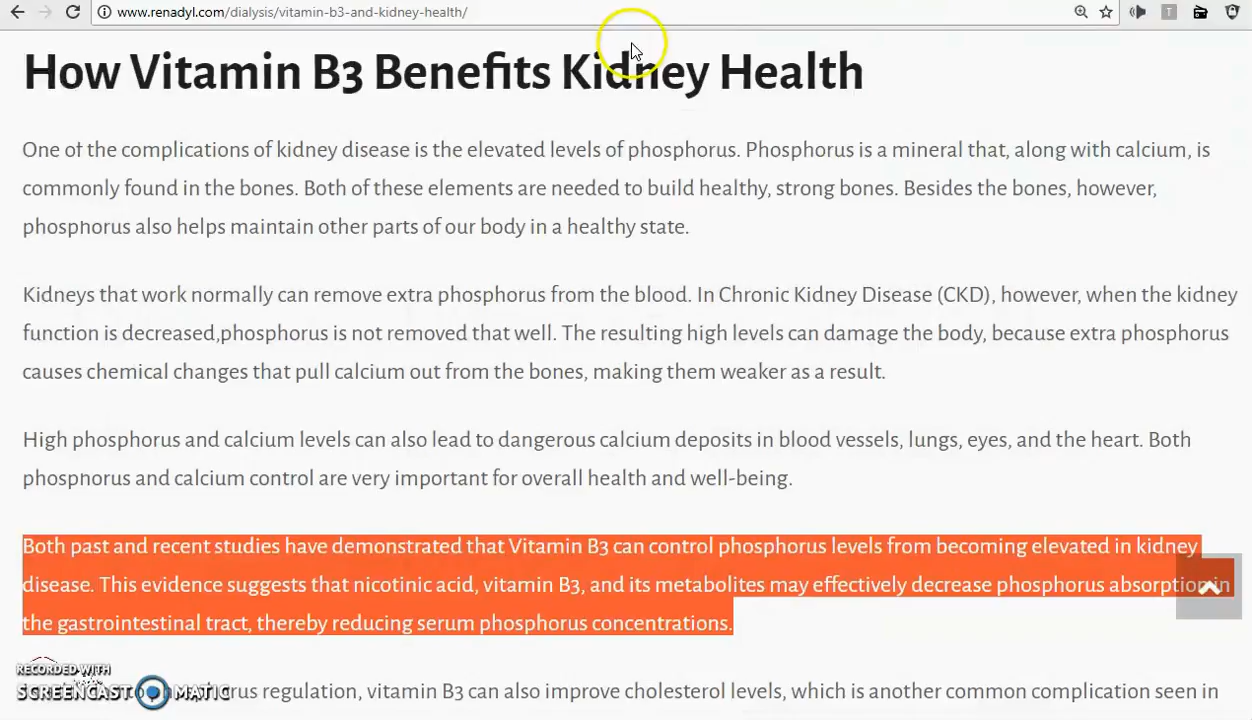 www.renadyl.com/dialysis/vitamin-b3-and-kidney-health/
T
How Vitamin B3 Benefits Kidney Health
One of the complications of kidney disease is the elevated levels of phosphorus. Phosphorus is a mineral that, along with calcium, is
commonly found in the bones. Both of these elements are needed to build healthy, strong bones. Besides the bones, however,
phosphorus also helps maintain other parts of our body in a healthy state.
Kidneys that work normally can remove extra phosphorus from the blood. In Chronic Kidney Disease (CKD), however, when the kidney
function is decreased,phosphorus is not removed that well. The resulting high levels can damage the body, because extra phosphorus
causes chemical changes that pull calcium out from the bones, making them weaker as a result.
High phosphorus and calcium levels can also lead to dangerous calcium deposits in blood vessels, lungs, eyes, and the heart. Both
phosphorus and calcium control are very important for overall health and well-being.
Both past and recent studies have demonstrated that Vitamin B3 can control phosphorus levels from becoming elevated in kidney
disease. This evidence suggests that nicotinic acid, vitamin B3, and its metabolites may effectively decrease phosphorus absorption in
the gastrointestinal tract, thereby reducing serum phosphorus concentrations.
RECORDED WITH
SCREENCAST MATIC
regulation, vitamin B3 can also improve cholesterol levels, which is another common complication seen in